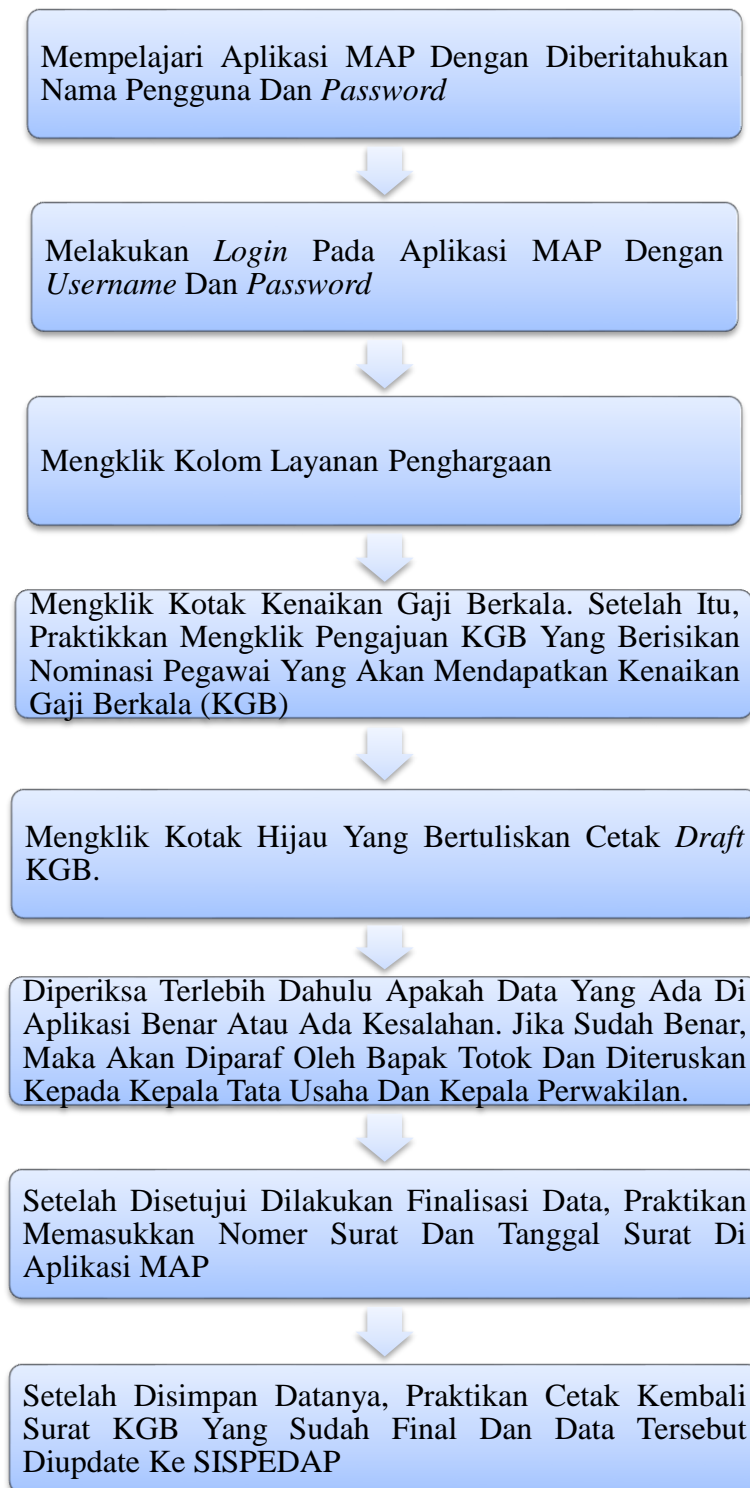 Mempelajari Aplikasi MAP Dengan Diberitahukan
Nama Pengguna Dan Password
Melakukan Login Pada Aplikasi MAP Dengan
Username Dan Password
Mengklik Kolom Layanan Penghargaan
Mengklik Kotak Kenaikan Gaji Berkala. Setelah Itu,
Praktikkan Mengklik Pengajuan KGB Yang Berisikan
Nominasi Pegawai Yang Akan Mendapatkan Kenaikan
Gaji Berkala (KGB)
Mengklik Kotak Hijau Yang Bertuliskan Cetak Draft
KGB.
Diperiksa Terlebih Dahulu Apakah Data Yang Ada Di
Aplikasi Benar Atau Ada Kesalahan. Jika Sudah Benar,
Maka Akan Diparaf Oleh Bapak Totok Dan Diteruskan
Kepada Kepala Tata Usaha Dan Kepala Perwakilan.
Setelah Disetujui Dilakukan Finalisasi Data, Praktikan
Memasukkan Nomer Surat Dan Tanggal Surat Di
Aplikasi MAP
Setelah Disimpan Datanya, Praktikan Cetak Kembali
Surat KGB Yang Sudah Final Dan Data Tersebut
Diupdate Ke SISPEDAP